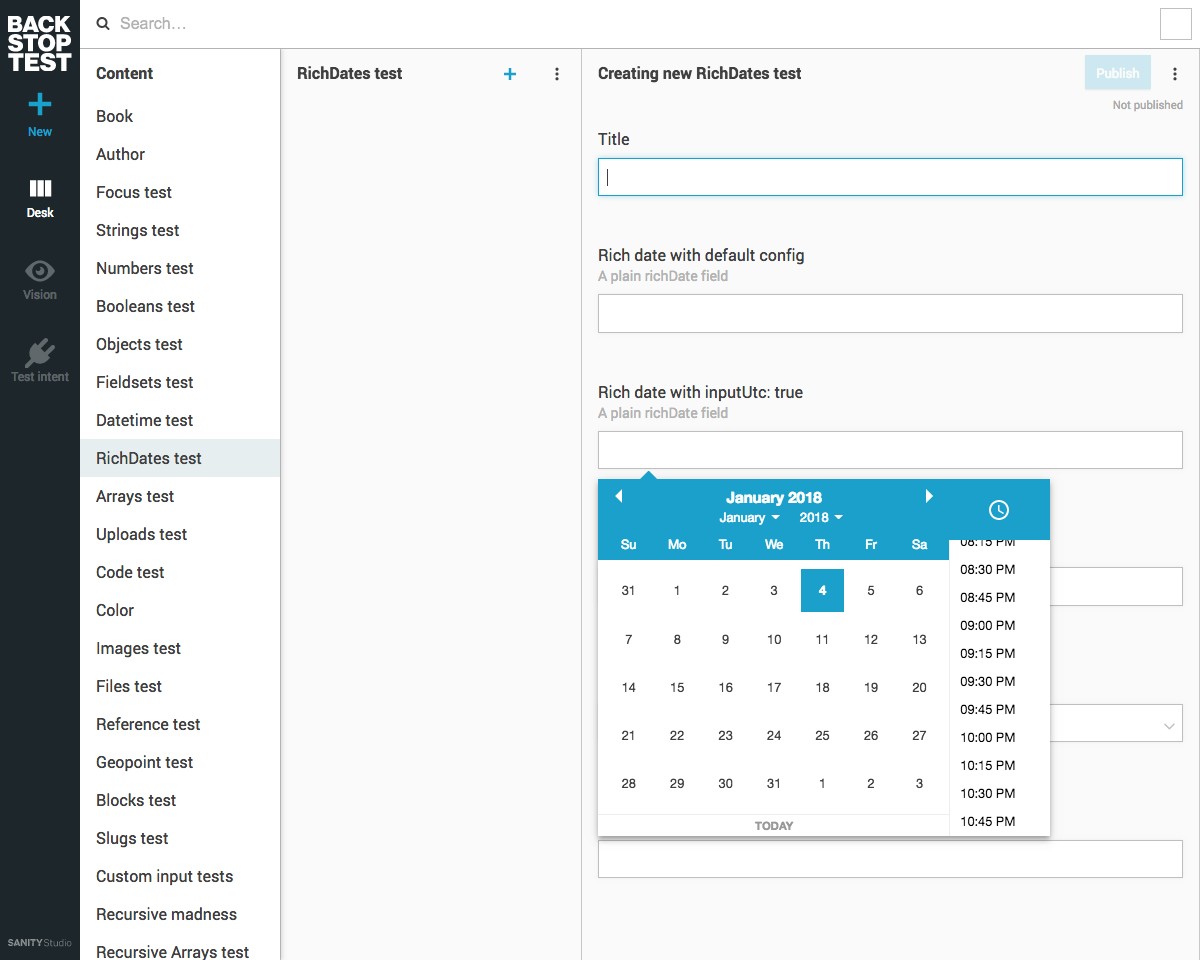 BACK
STOP
TEST
New
Desk
Vision
Test intent
SANITY Studio
Search…
Content
Book
Author
Focus test
Strings test
Numbers test
Booleans test
Objects test
Fieldsets test
Datetime test
RichDates test
Arrays test
Uploads test
Code test
Color
Images test
Files test
Reference test
Geopoint test
Blocks test
Slugs test
Custom input tests
Recursive madness
Recursive Arrays test
RichDates test
Creating new RichDates test
Publish
Not published
Title
Rich date with default config
A plain richDate field
Rich date with inputUtc: true
A plain richDate field
January 2018
January 2018
Su Mo Tu We Th Fr Sa
31 1 2 3 4 5 6
7 8 9 10 11 12 13
14 15 16 17 18 19 20
21 22 23 24 25 26 27
28 29 30 31 1 2 3
TODAY
08:15 PM
08:30 PM
08:45 PM
09:00 PM
09:15 PM
09:30 PM
09:45 PM
10:00 PM
10:15 PM
10:30 PM
10:45 PM